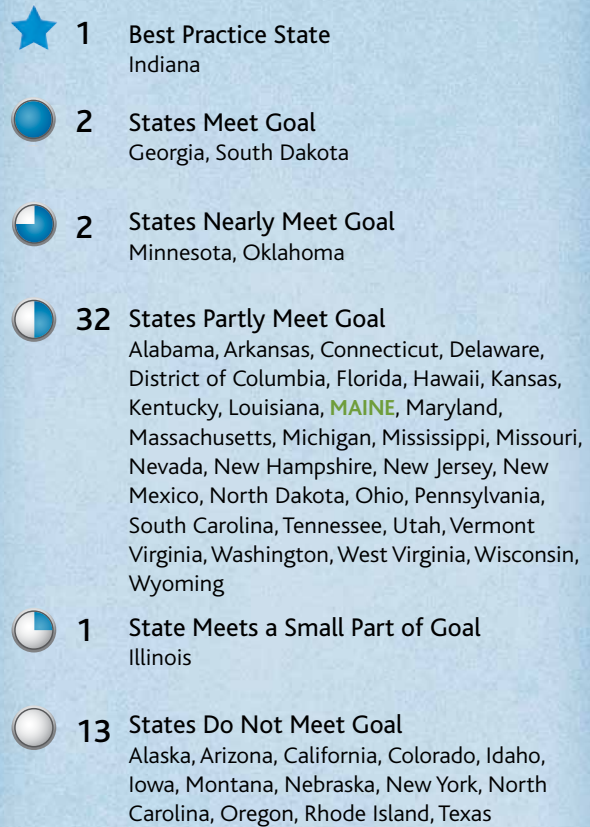 1 Best Practice State
Indiana
2 States Meet Goal
Georgia, South Dakota
2 States Nearly Meet Goal
Minnesota, Oklahoma
32 States Partly Meet Goal
Alabama, Arkansas, Connecticut, Delaware,
District of Columbia, Florida, Hawaii, Kansas,
Kentucky, Louisiana, MAINE, Maryland,
Massachusetts, Michigan, Mississippi, Missouri,
Nevada, New Hampshire, New Jersey, New
Mexico, North Dakota, Ohio, Pennsylvania,
South Carolina, Tennessee, Utah, Vermont
Virginia, Washington, West Virginia, Wisconsin,
Wyoming
1 State Meets a Small Part of Goal
Illinois
13 States Do Not Meet Goal
Alaska, Arizona, California, Colorado, Idaho,
Iowa, Montana, Nebraska, New York, North
Carolina, Oregon, Rhode Island, Texas